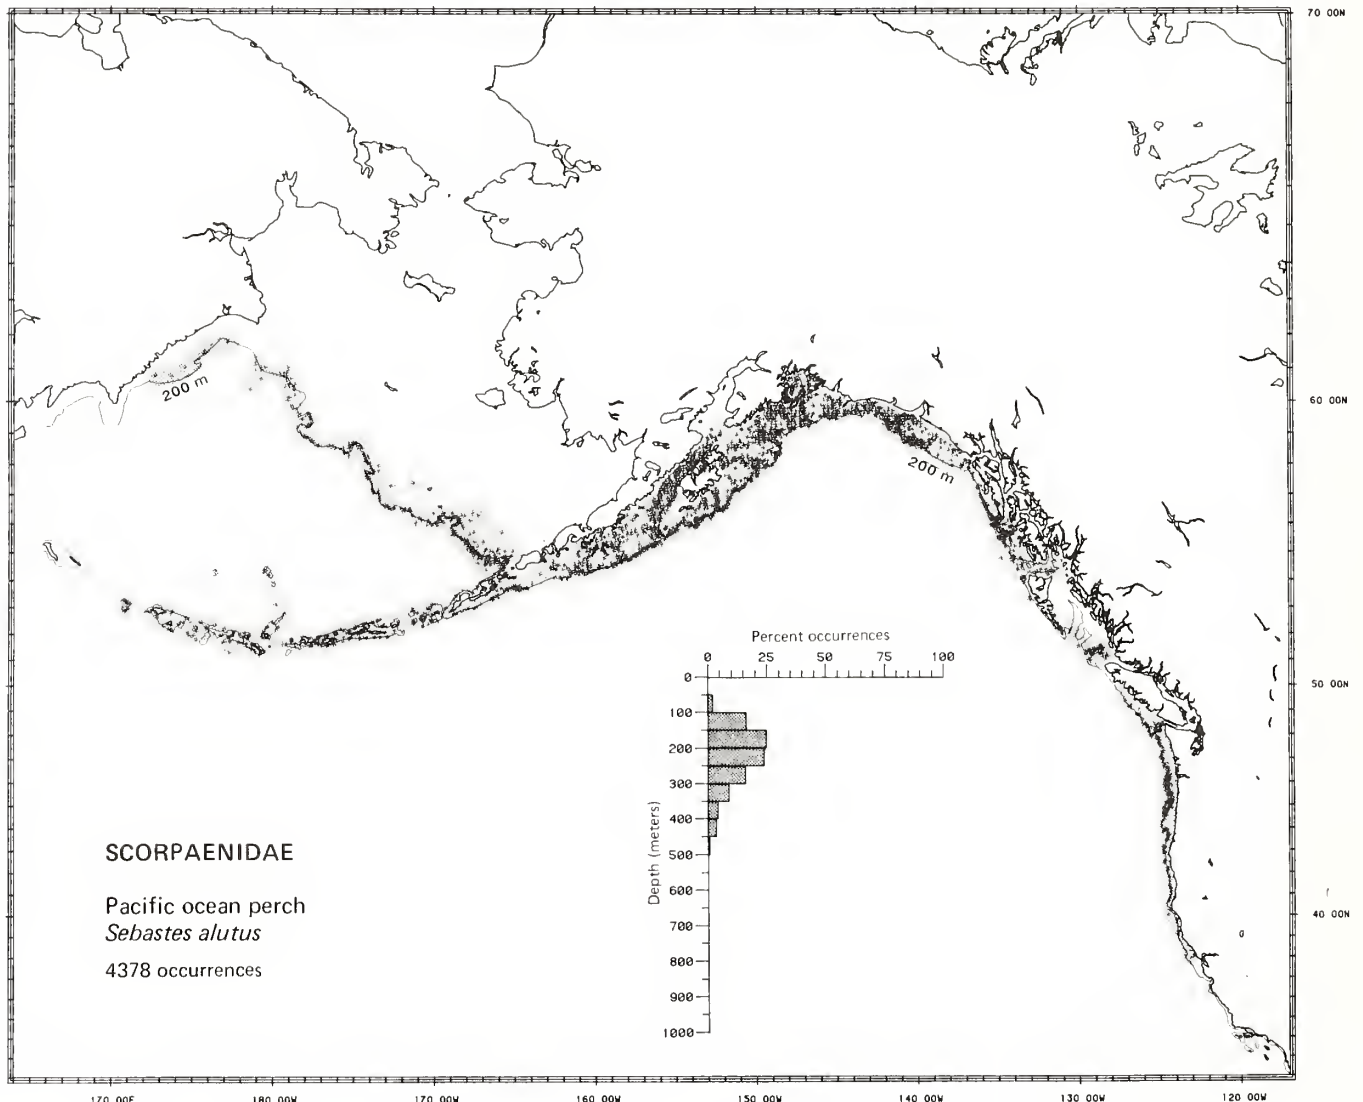 70 00N
200 m
60 00N
200 m
Percent occurrences
0 25 50 75 100
50 00N
0
100
200
300
400
500
600
700
800
900
1000
Depth (meters)
SCORPAENIDAE
Pacific ocean perch
Sebastes alutus
4378 occurrences
40 00N
170 00E 180 00W 170 00W 160 00W 150 00W 140 00W 130 00W 120 00W